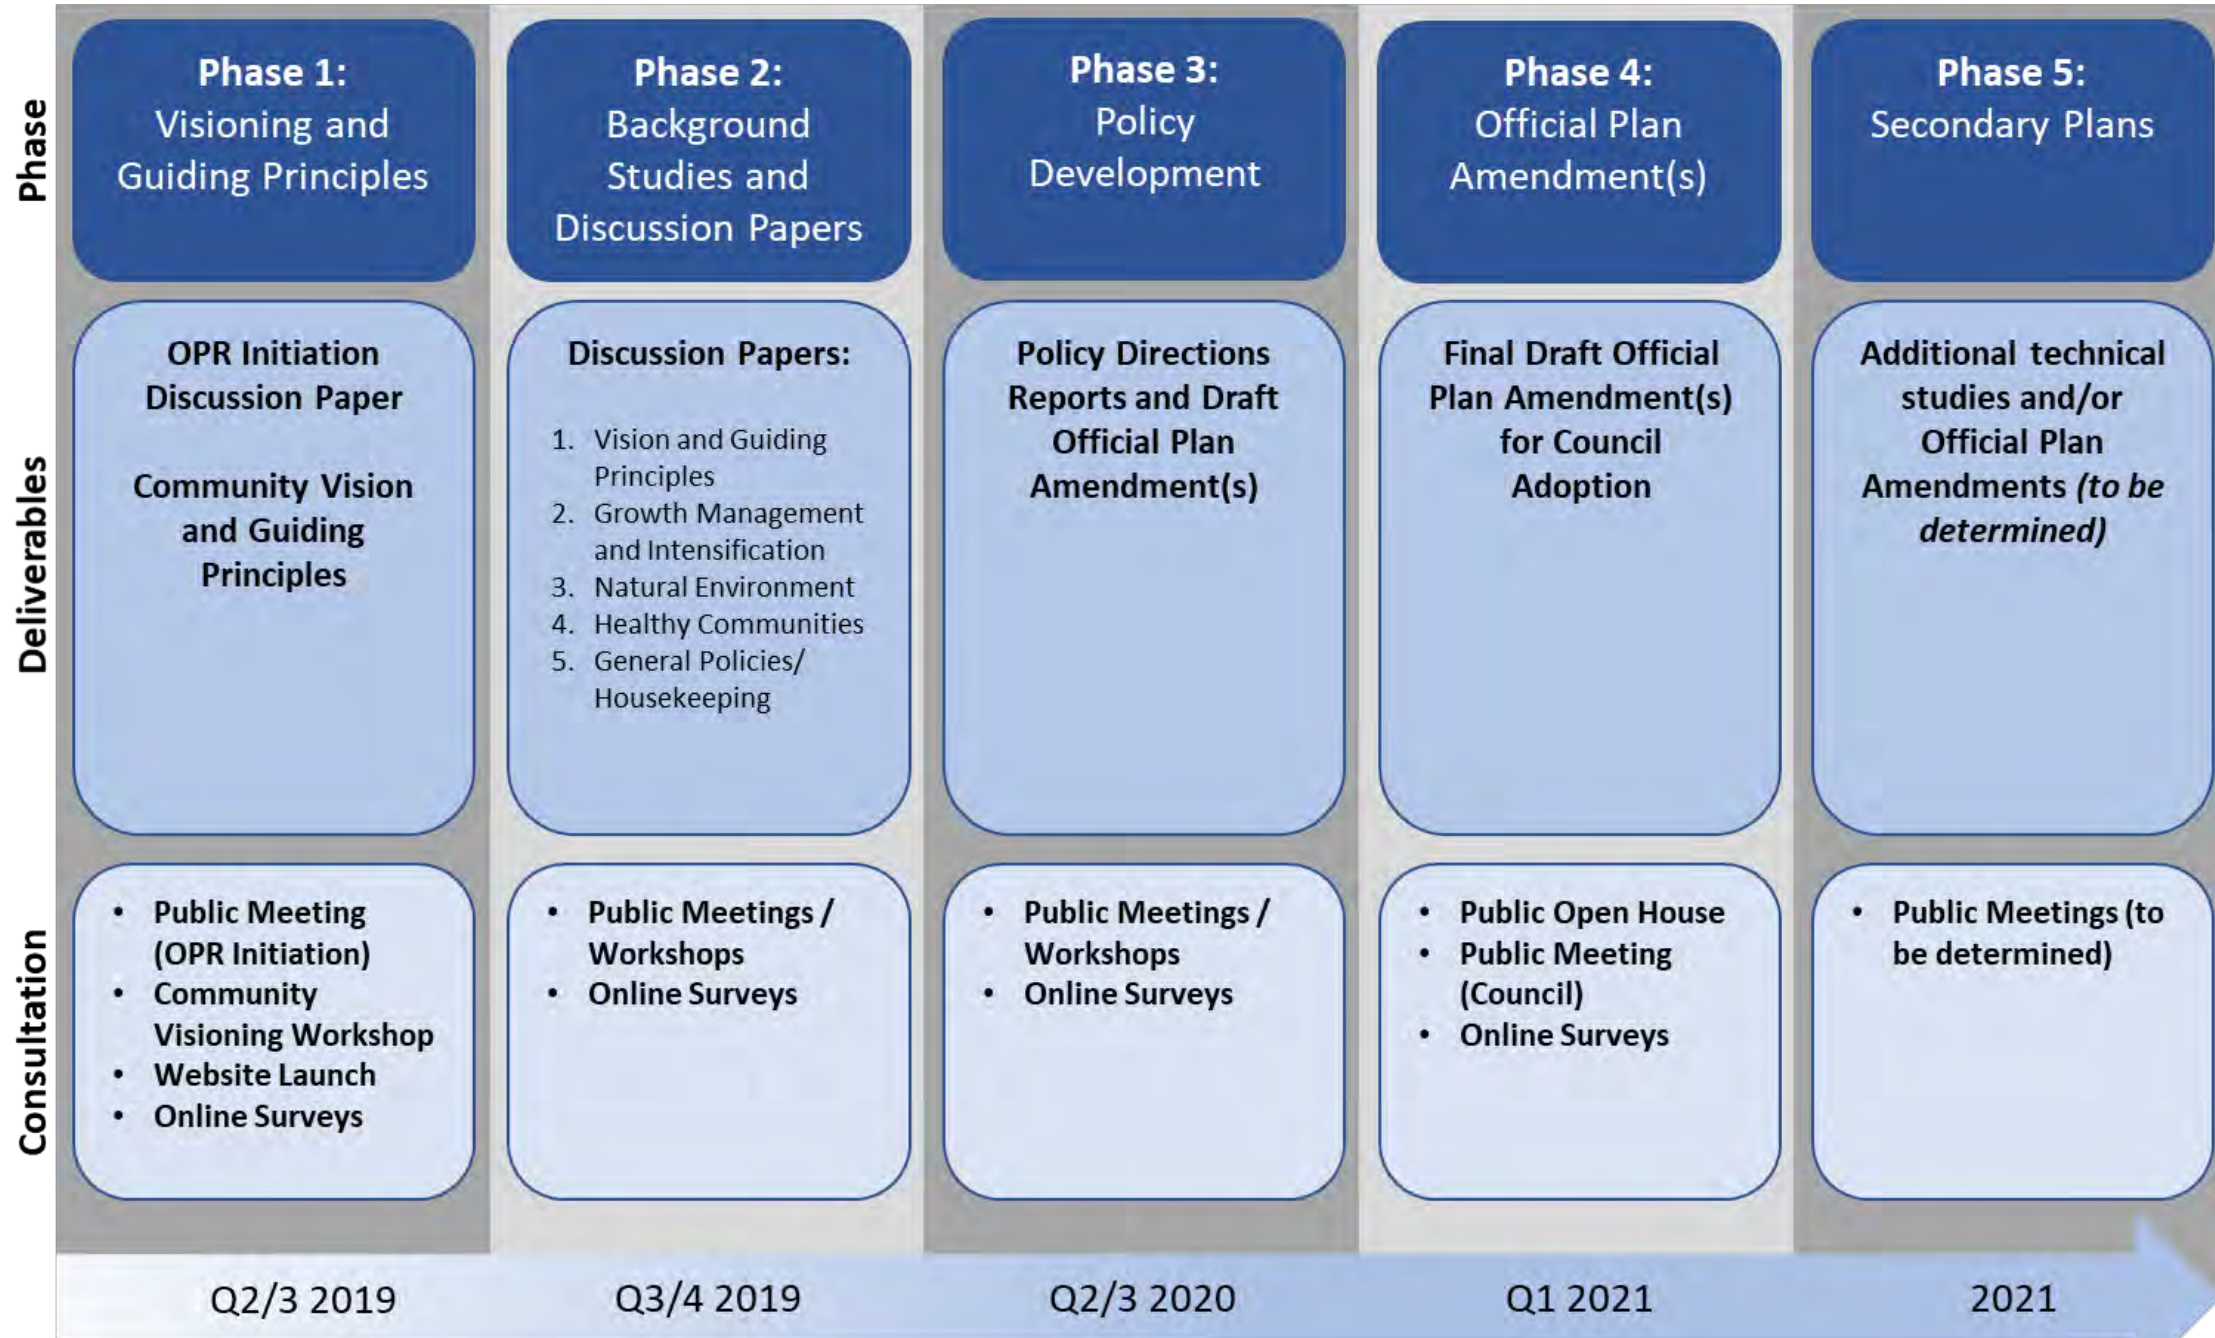 Phase
Phase 1:
Visioning and
Guiding Principles
Phase 2:
Background
Studies and
Discussion Papers
Phase 3:
Policy
Development
Phase 4:
Official Plan
Amendment(s)
Phase 5:
Secondary Plans
Deliverables
OPR Initiation
Discussion Paper
Community Vision
and Guiding
Principles
Discussion Papers:
1. Vision and Guiding
Principles
2. Growth Management
and Intensification
3. Natural Environment
4. Healthy Communities
5. General Policies/
Housekeeping
Policy Directions
Reports and Draft
Official Plan
Amendment(s)
Final Draft Official
Plan Amendment(s)
for Council
Adoption
Additional technical
studies and/or
Official Plan
Amendments (to be
determined)
Consultation
• Public Meeting
(OPR Initiation)
• Community
Visioning Workshop
• Website Launch
• Online Surveys
• Public Meetings /
Workshops
• Online Surveys
• Public Meetings /
Workshops
• Online Surveys
• Public Open House
• Public Meeting
(Council)
• Online Surveys
• Public Meetings (to
be determined)
Q2/3 2019
Q3/4 2019
Q2/3 2020
Q1 2021
2021